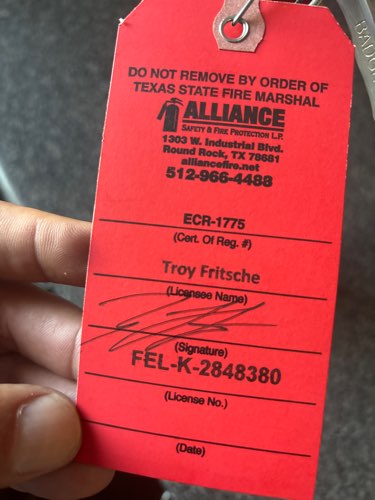 DO NOT REMOVE BY ORDER OF
TEXAS STATE FIRE MARSHAL
ALLIANCE
SAFETY & FIRE PROTECTION L.P.
1303 W. Industrial Blvd.
Round Rock, TX 78681
alliancefire.net
512-966-4488
ECR-1775
(Cert. Of Reg. #)
Troy Fritsche
(Licensee Name)
(Signature)
FEL-K-2848380
(License No.)
(Date)